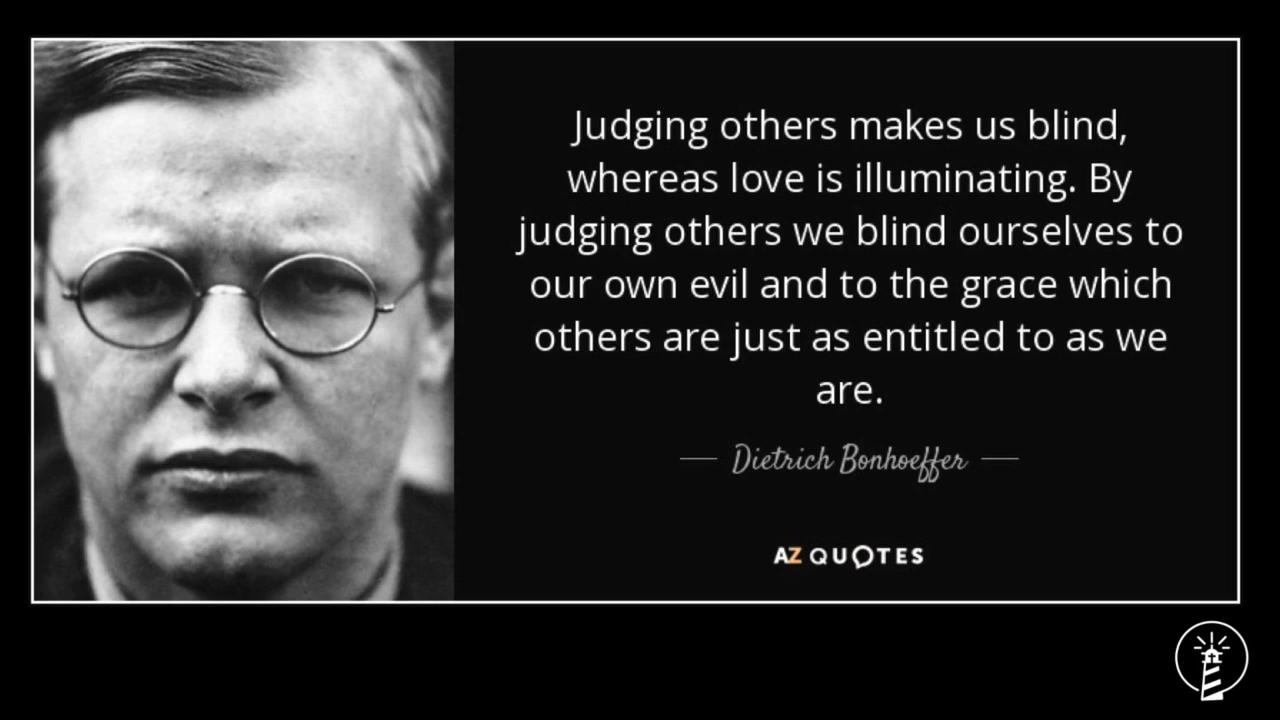 Judging others makes us blind,
whereas love is illuminating. By
judging others we blind ourselves to
our own evil and to the grace which
others are just as entitled to as we
are.
Dietrich Bonhoeffer
AZ QUOTES